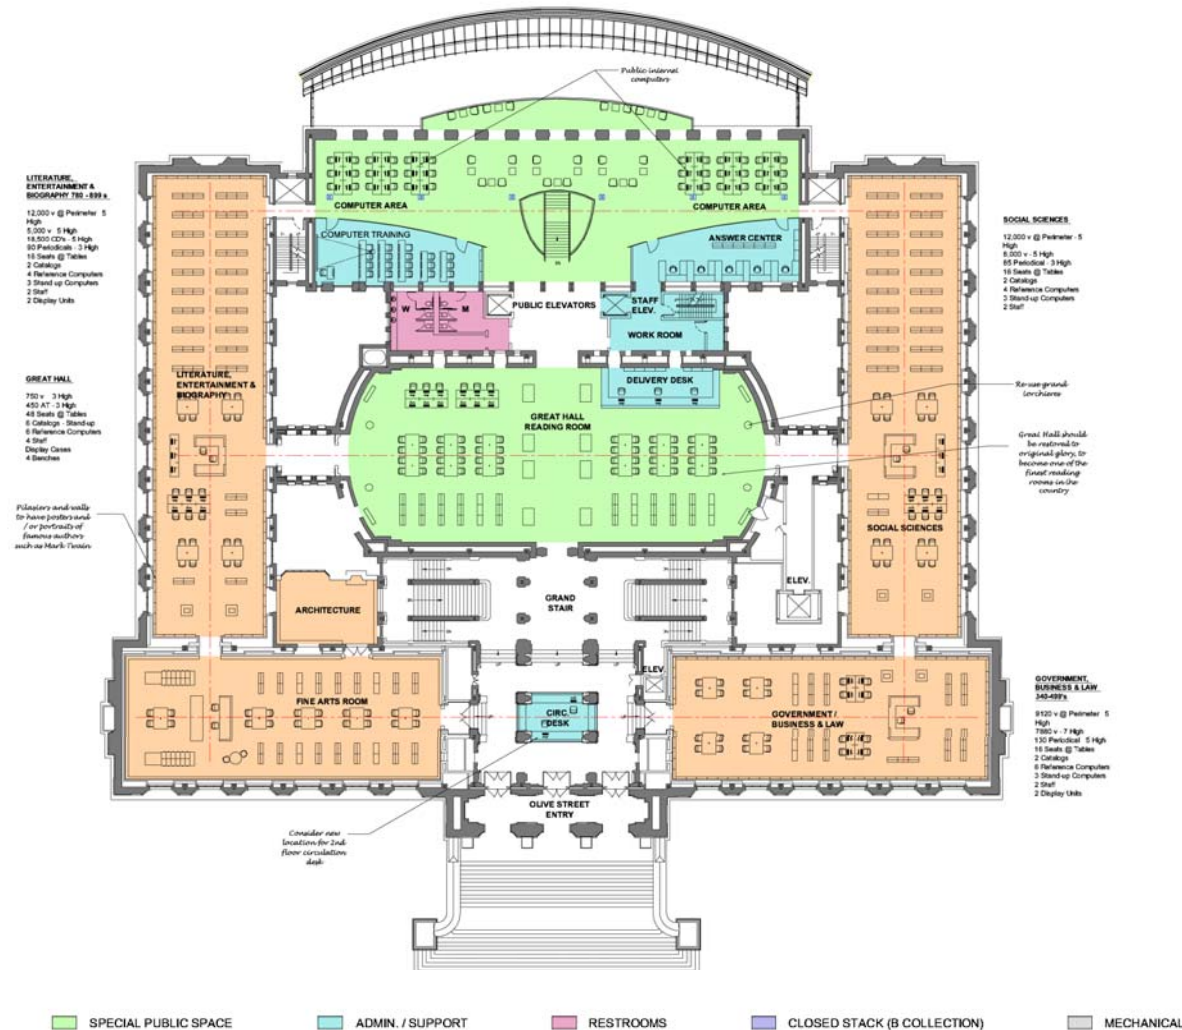 Public internet
computers
LITERATURE,
ENTERTAINMENT &
BIOGRAPHY 780 - 899's
12,000 v @ Perimeter 5
High
5,000 v 5 High
18,500 CD's - 5 High
90 Periodicals - 3 High
16 Seats @ Tables
2 Catalogs
4 Reference Computers
3 Stand-up Computers
2 Staff
2 Display Units
COMPUTER AREA
COMPUTER AREA
COMPUTER TRAINING
ANSWER CENTER
SOCIAL SCIENCES
12,000 v @ Perimeter - 5
High
6,000 v - 5 High
85 Periodical - 3 High
16 Seats @ Tables
2 Catalogs
4 Reference Computers
3 Stand-up Computers
2 Staff
W
M
PUBLIC ELEVATORS
STAFF
ELEV.
WORK ROOM
GREAT HALL
750 v 3 High
450 AT - 3 High
48 Seats @ Tables
6 Catalogs - Stand-up
6 Reference Computers
4 Staff
Display Cases
4 Benches
LITERATURE,
ENTERTAINMENT &
BIOGRAPHY
DELIVERY DESK
GREAT HALL
READING ROOM
Re-use grand
torchieres
Great Hall should
be restored to
original glory, to
become one of the
finest reading
rooms in the
country
Pilasters and walls
to have posters and
/ or portraits of
famous authors
such as Mark Twain
SOCIAL SCIENCES
ARCHITECTURE
GRAND
STAIR
ELEV.
ELEV.
FINE ARTS ROOM
CIRC.
DESK
GOVERNMENT /
BUSINESS & LAW
GOVERNMENT,
BUSINESS & LAW
340-499's
9120 v @ Perimeter 5
High
7880 v - 7 High
130 Periodical 5 High
16 Seats @ Tables
2 Catalogs
6 Reference Computers
3 Stand-up Computers
2 Staff
2 Display Units
OLIVE STREET
ENTRY
Consider new
location for 2nd
floor circulation
desk
SPECIAL PUBLIC SPACE
ADMIN. / SUPPORT
RESTROOMS
CLOSED STACK (B COLLECTION)
MECHANICAL